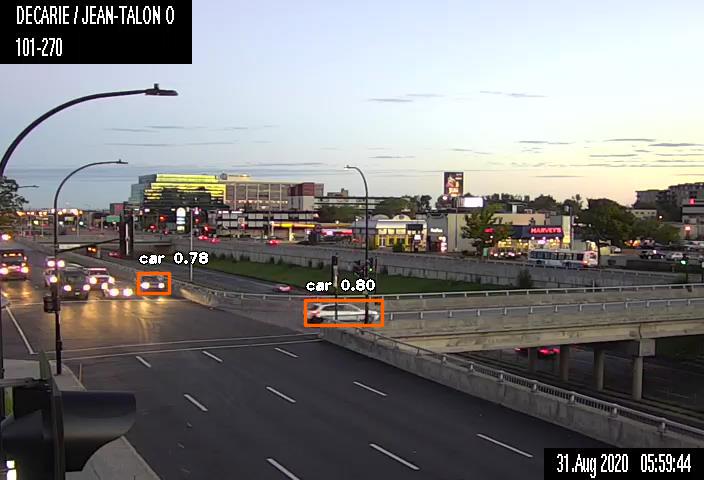 DECARIE / JEAN-TALON O
101-270
car 0.78
car 0.80
HARVEY'S
31.Aug 2020 05:59:44